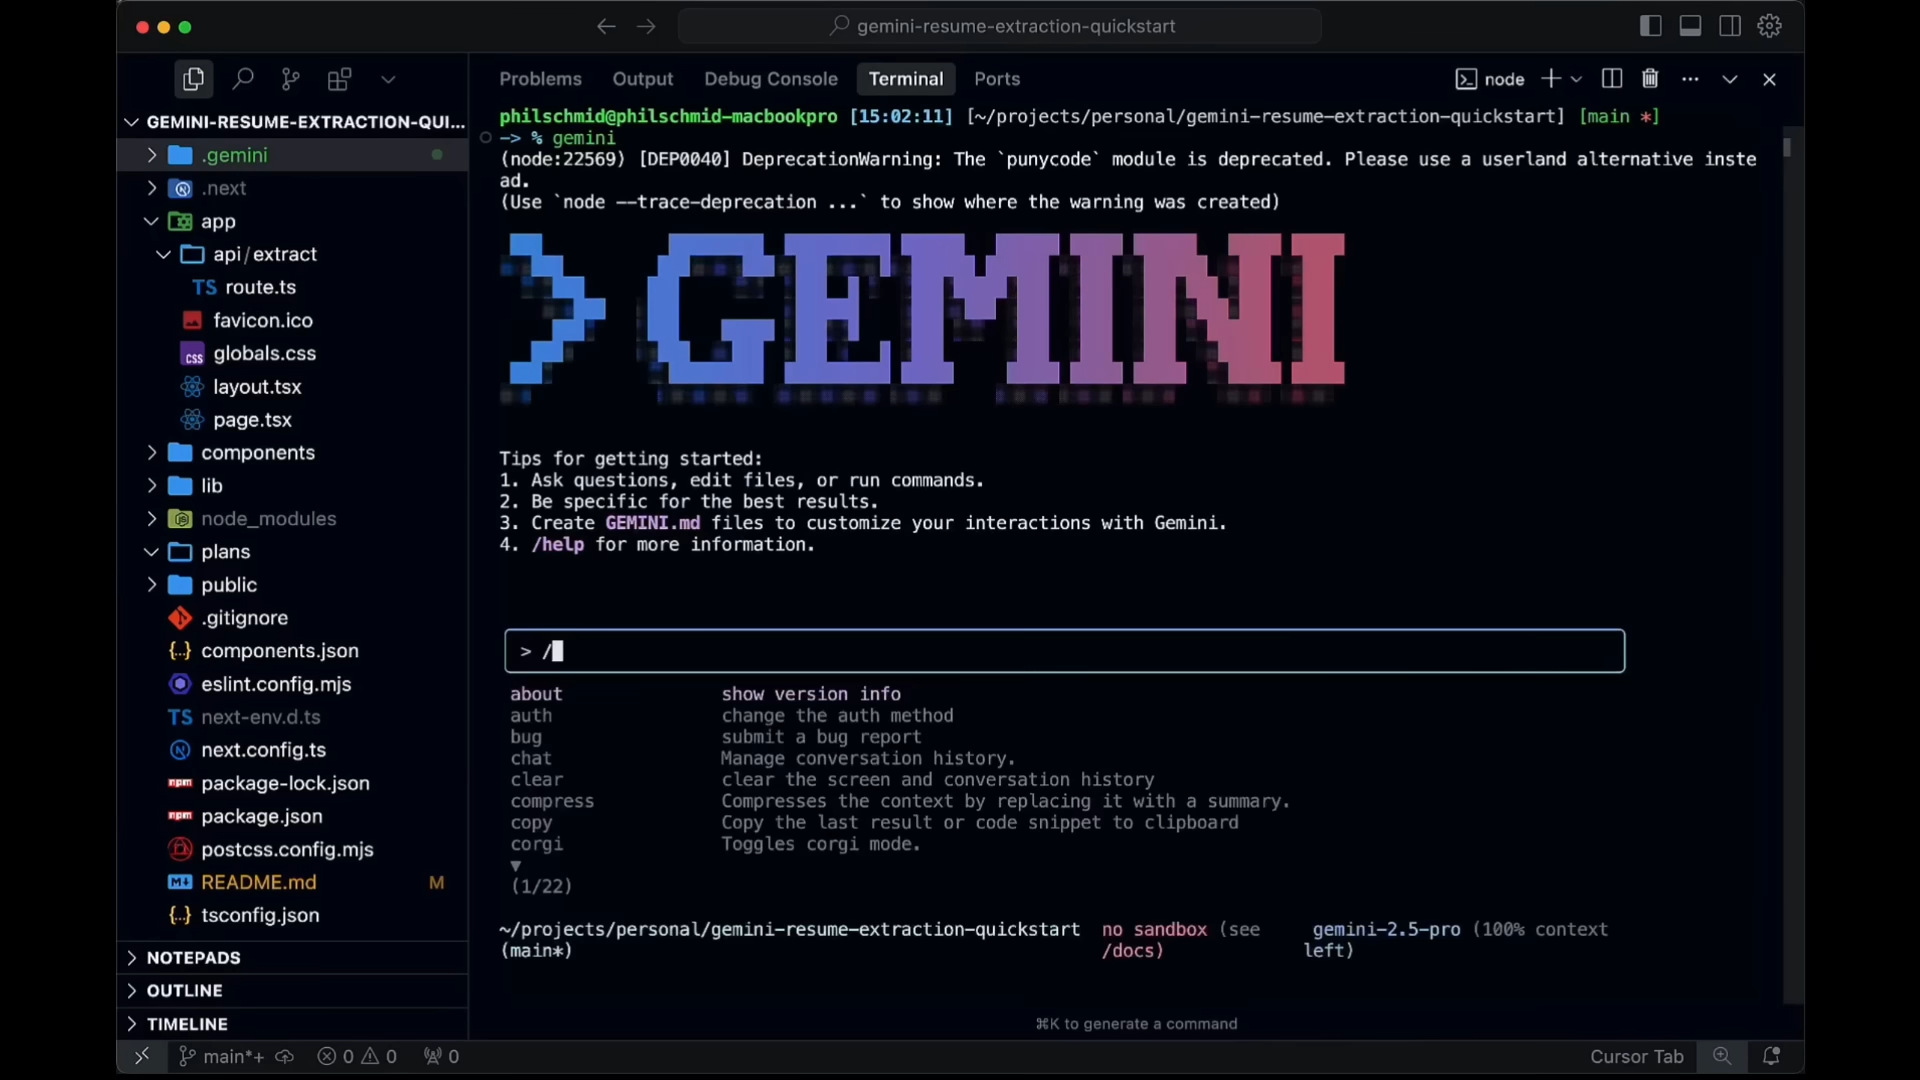 gemini-resume-extraction-quickstart
GEMINI-RESUME-EXTRACTION-QUI...
.gemini
.next
app
api/extract
TS route.ts
favicon.ico
css globals.css
layout.tsx
page.tsx
components
lib
node_modules
plans
public
.gitignore
{..} components.json
eslint.config.mjs
TS next-env.d.ts
next.config.ts
npm package-lock.json
npm package.json
postcss.config.mjs
M README.md M
{..} tsconfig.json
NOTEPADS
OUTLINE
TIMELINE
Problems Output Debug Console Terminal Ports node
philschmid@philschmid-macbookpro [15:02:11] [~/projects/personal/gemini-resume-extraction-quickstart] [main *]
-> % gemini
(node:22569) [DEP0040] DeprecationWarning: The `punycode` module is deprecated. Please use a userland alternative inste
ad.
(Use `node --trace-deprecation ...` to show where the warning was created)
> GEMINI
Tips for getting started:
1. Ask questions, edit files, or run commands.
2. Be specific for the best results.
3. Create GEMINI.md files to customize your interactions with Gemini.
4. /help for more information.
> /
about show version info
auth change the auth method
bug submit a bug report
chat Manage conversation history.
clear clear the screen and conversation history
compress Compresses the context by replacing it with a summary.
copy Copy the last result or code snippet to clipboard
corgi Toggles corgi mode.
▼
(1/22)
~/projects/personal/gemini-resume-extraction-quickstart no sandbox (see gemini-2.5-pro (100% context
(main*) /docs) left)
⌘K to generate a command
main*+ 0 0 0 Cursor Tab